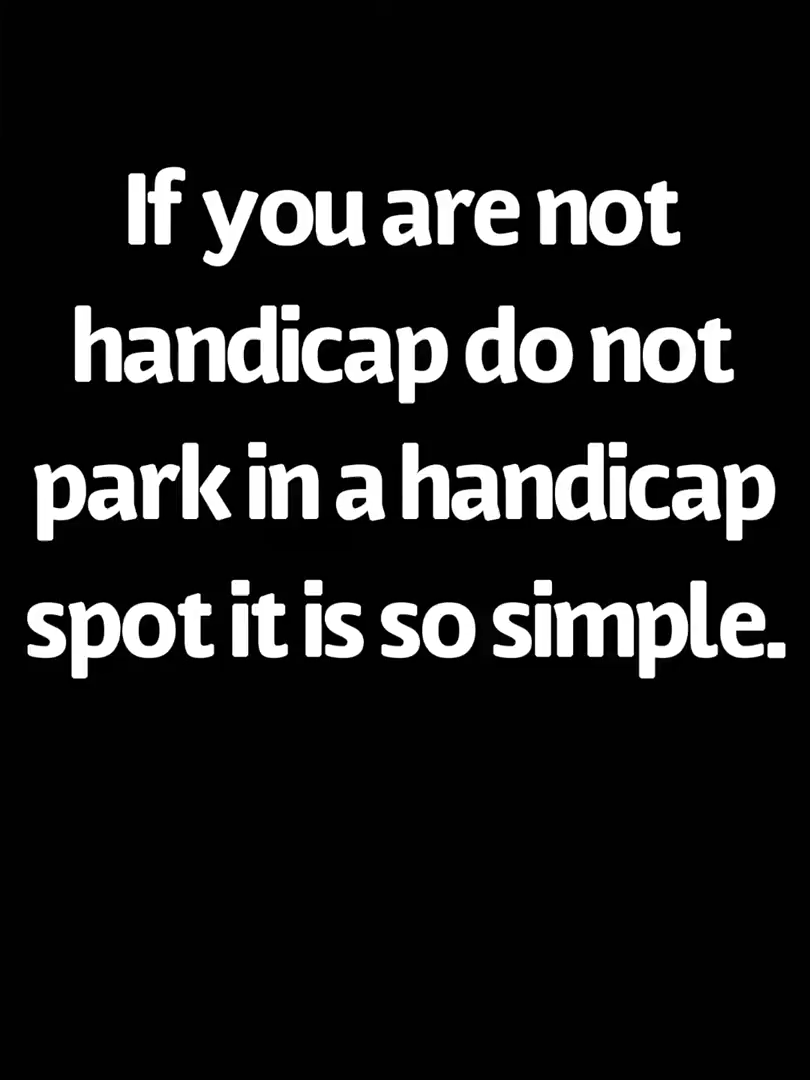 If you are not
handicap do not
park in a handicap
spot it is so simple.